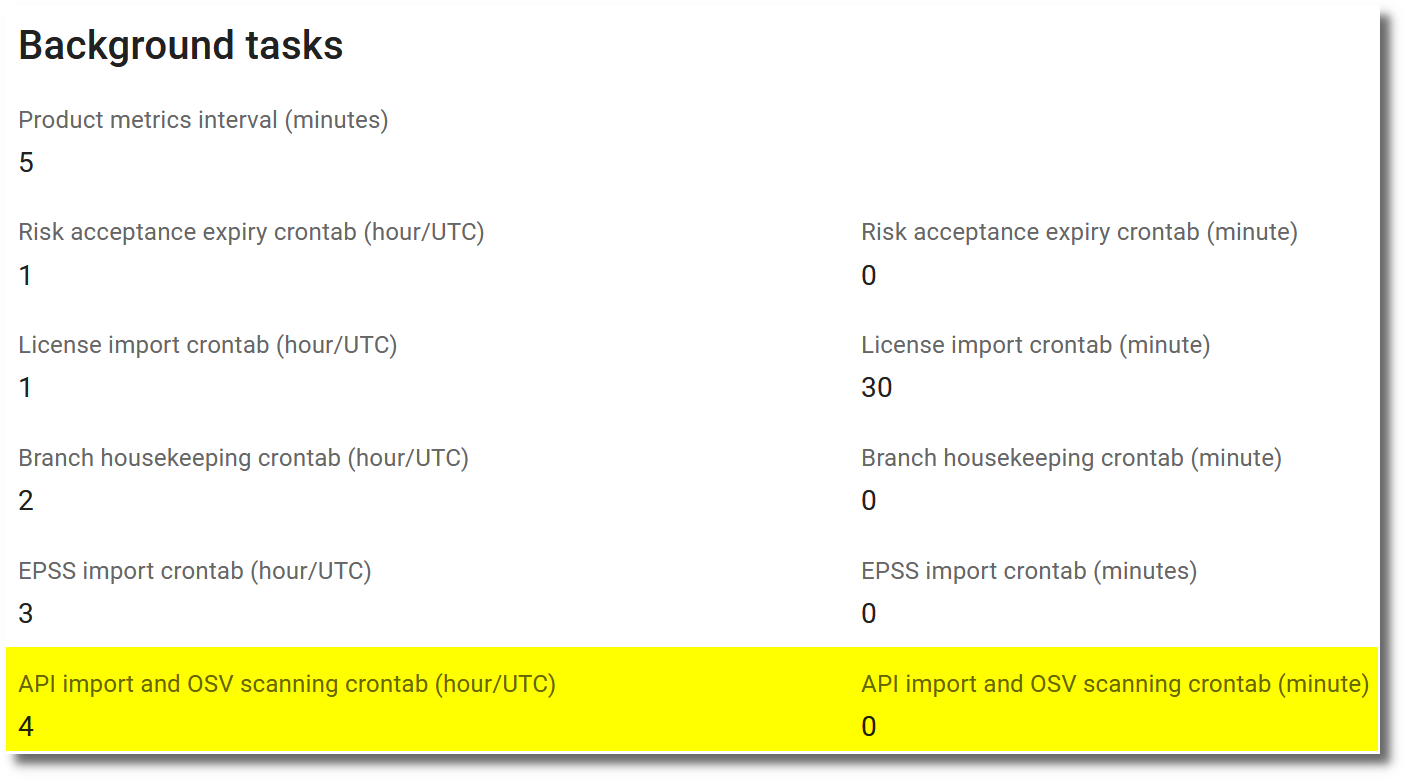 Background tasks
Product metrics interval (minutes)
5
Risk acceptance expiry crontab (hour/UTC)
Risk acceptance expiry crontab (minute)
1
0
License import crontab (hour/UTC)
License import crontab (minute)
1
30
Branch housekeeping crontab (hour/UTC)
Branch housekeeping crontab (minute)
2
0
EPSS import crontab (hour/UTC)
EPSS import crontab (minutes)
3
0
API import and OSV scanning crontab (hour/UTC)
API import and OSV scanning crontab (minute)
4
0